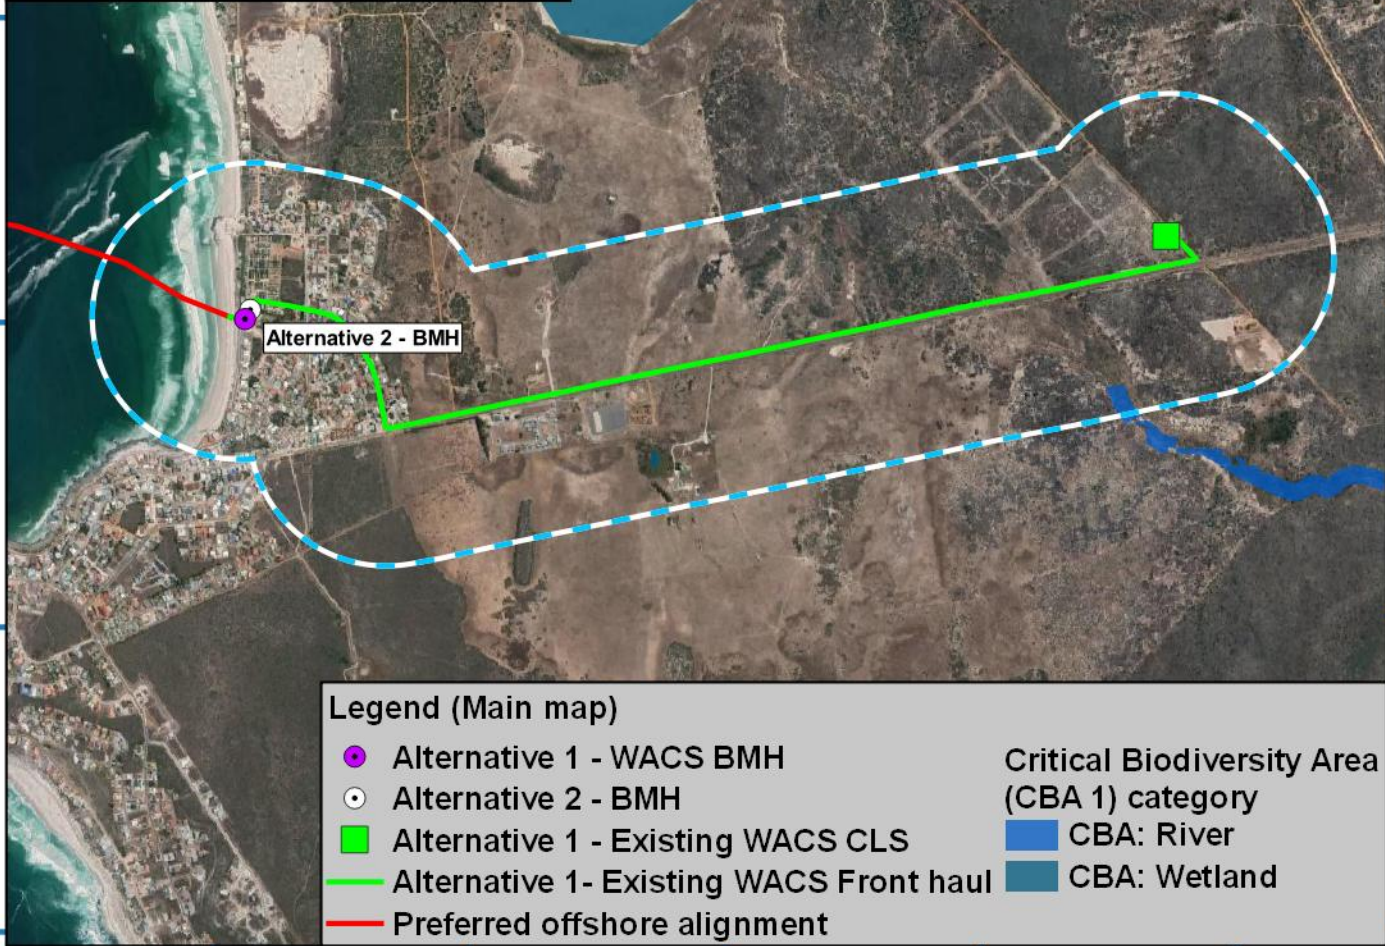 Alternative 2 - BMH
Legend (Main map)
Alternative 1 - WACS BMH
Alternative 2 - BMH
Alternative 1 - Existing WACS CLS
Alternative 1- Existing WACS Front haul
Preferred offshore alignment
Critical Biodiversity Area
(CBA 1) category
CBA: River
CBA: Wetland